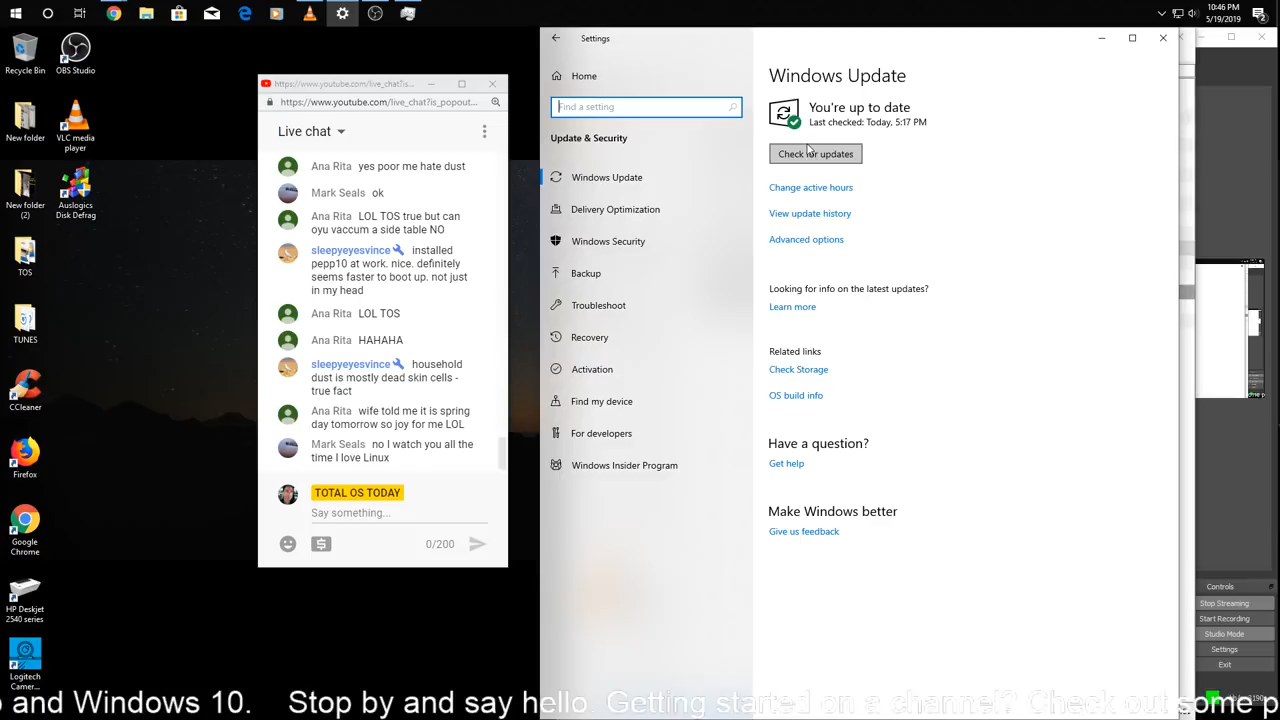 10:46 PM
5/19/2019
Recycle Bin
OBS Studio
New folder
VLC media
player
New folder
(2)
Auslogics
Disk Defrag
TOS
TUNES
CCleaner
Firefox
Google
Chrome
HP Deskjet
2540 series
Logitech
Camer...
https://www.youtube.com/live_chat?is...
https://www.youtube.com/live_chat?is_popout...
Live chat
Ana Rita yes poor me hate dust
Mark Seals ok
Ana Rita LOL TOS true but can
oyu vaccum a side table NO
sleepyeyesvince installed
pepp10 at work. nice. definitely
seems faster to boot up. not just
in my head
Ana Rita LOL TOS
Ana Rita HAHAHA
sleepyeyesvince household
dust is mostly dead skin cells -
true fact
Ana Rita wife told me it is spring
day tomorrow so joy for me LOL
Mark Seals no I watch you all the
time I love Linux
TOTAL OS TODAY
Say something...
0/200
Settings
Home
Find a setting
Update & Security
Windows Update
Delivery Optimization
Windows Security
Backup
Troubleshoot
Recovery
Activation
Find my device
For developers
Windows Insider Program
Windows Update
You're up to date
Last checked: Today, 5:17 PM
Check for updates
Change active hours
View update history
Advanced options
Looking for info on the latest updates?
Learn more
Related links
Check Storage
OS build info
Have a question?
Get help
Make Windows better
Give us feedback
Controls
Stop Streaming
Start Recording
Studio Mode
Settings
Exit
and Windows 10. Stop by and say hello. Getting started on a channel? Check out some p